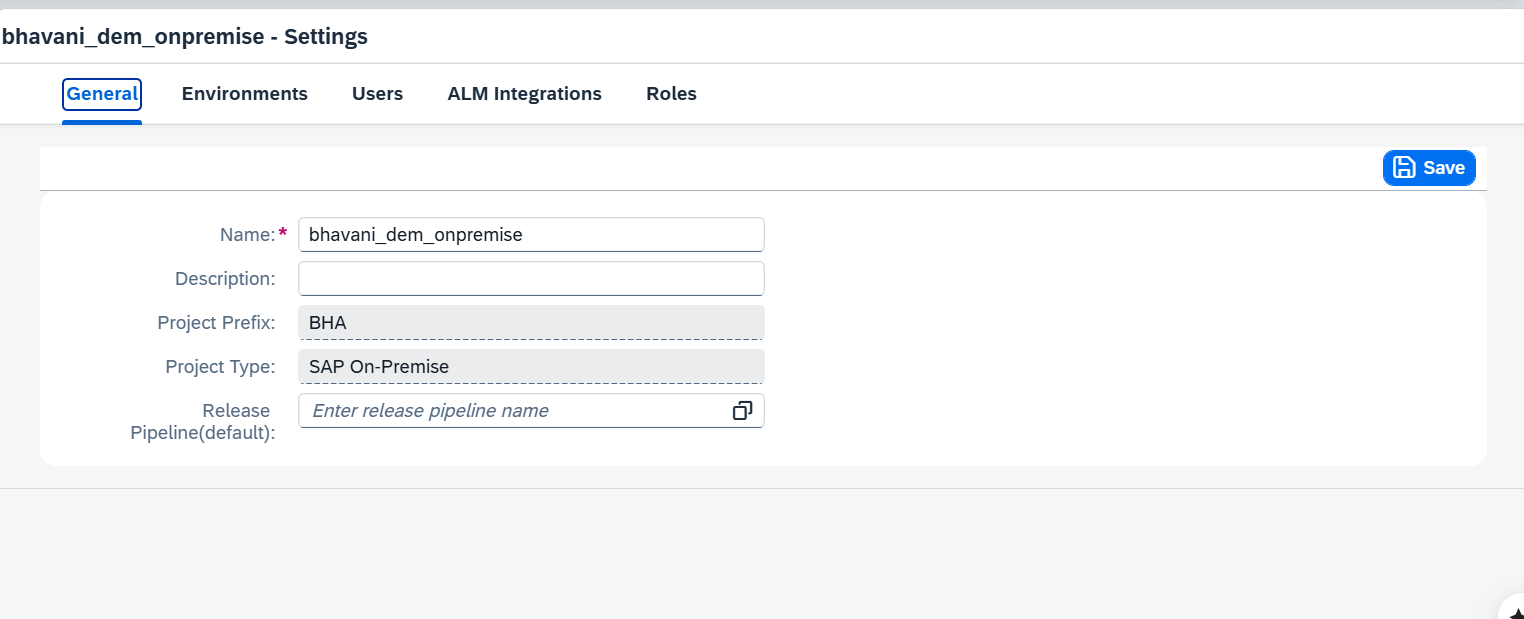 bhavani_dem_onpremise - Settings
General Environments Users ALM Integrations Roles
Save
Name:* bhavani_dem_onpremise
Description:
Project Prefix: BHA
Project Type: SAP On-Premise
Release Enter release pipeline name
Pipeline(default):